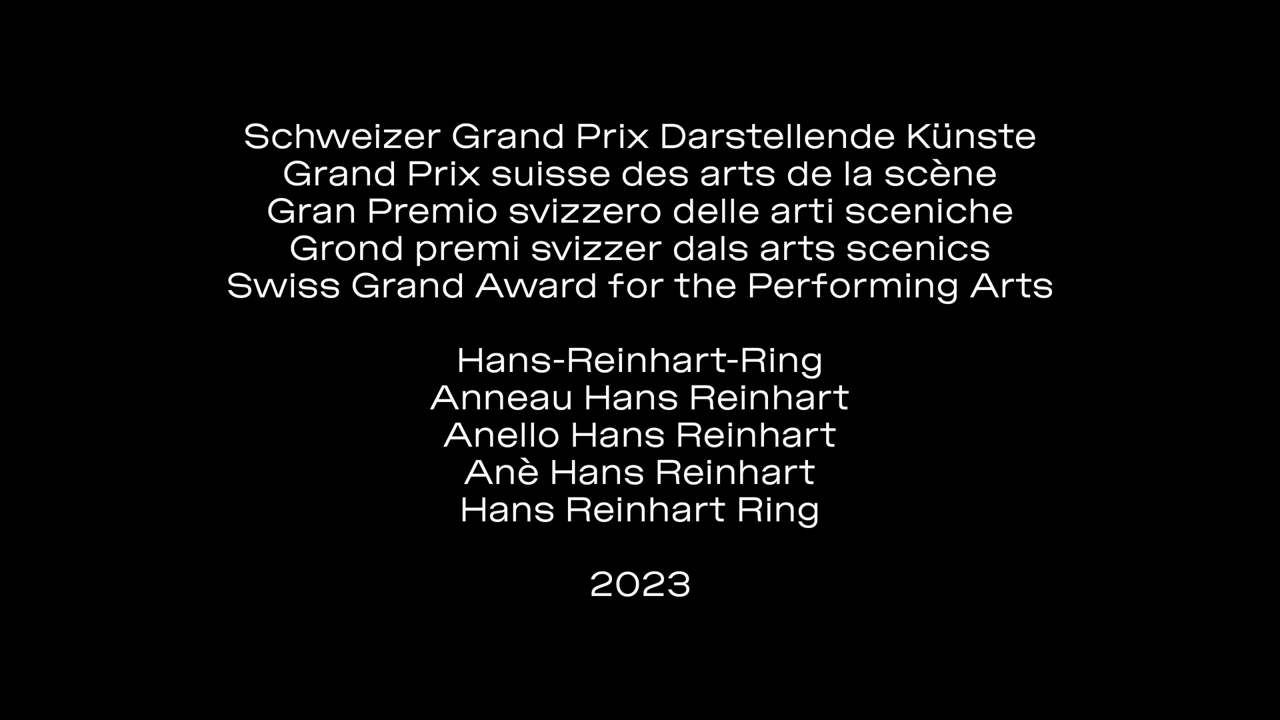 Schweizer Grand Prix Darstellende Künste
Grand Prix suisse des arts de la scène
Gran Premio svizzero delle arti sceniche
Grond premi svizzer dals arts scenics
Swiss Grand Award for the Performing Arts
Hans-Reinhart-Ring
Anneau Hans Reinhart
Anello Hans Reinhart
Anè Hans Reinhart
Hans Reinhart Ring
2023